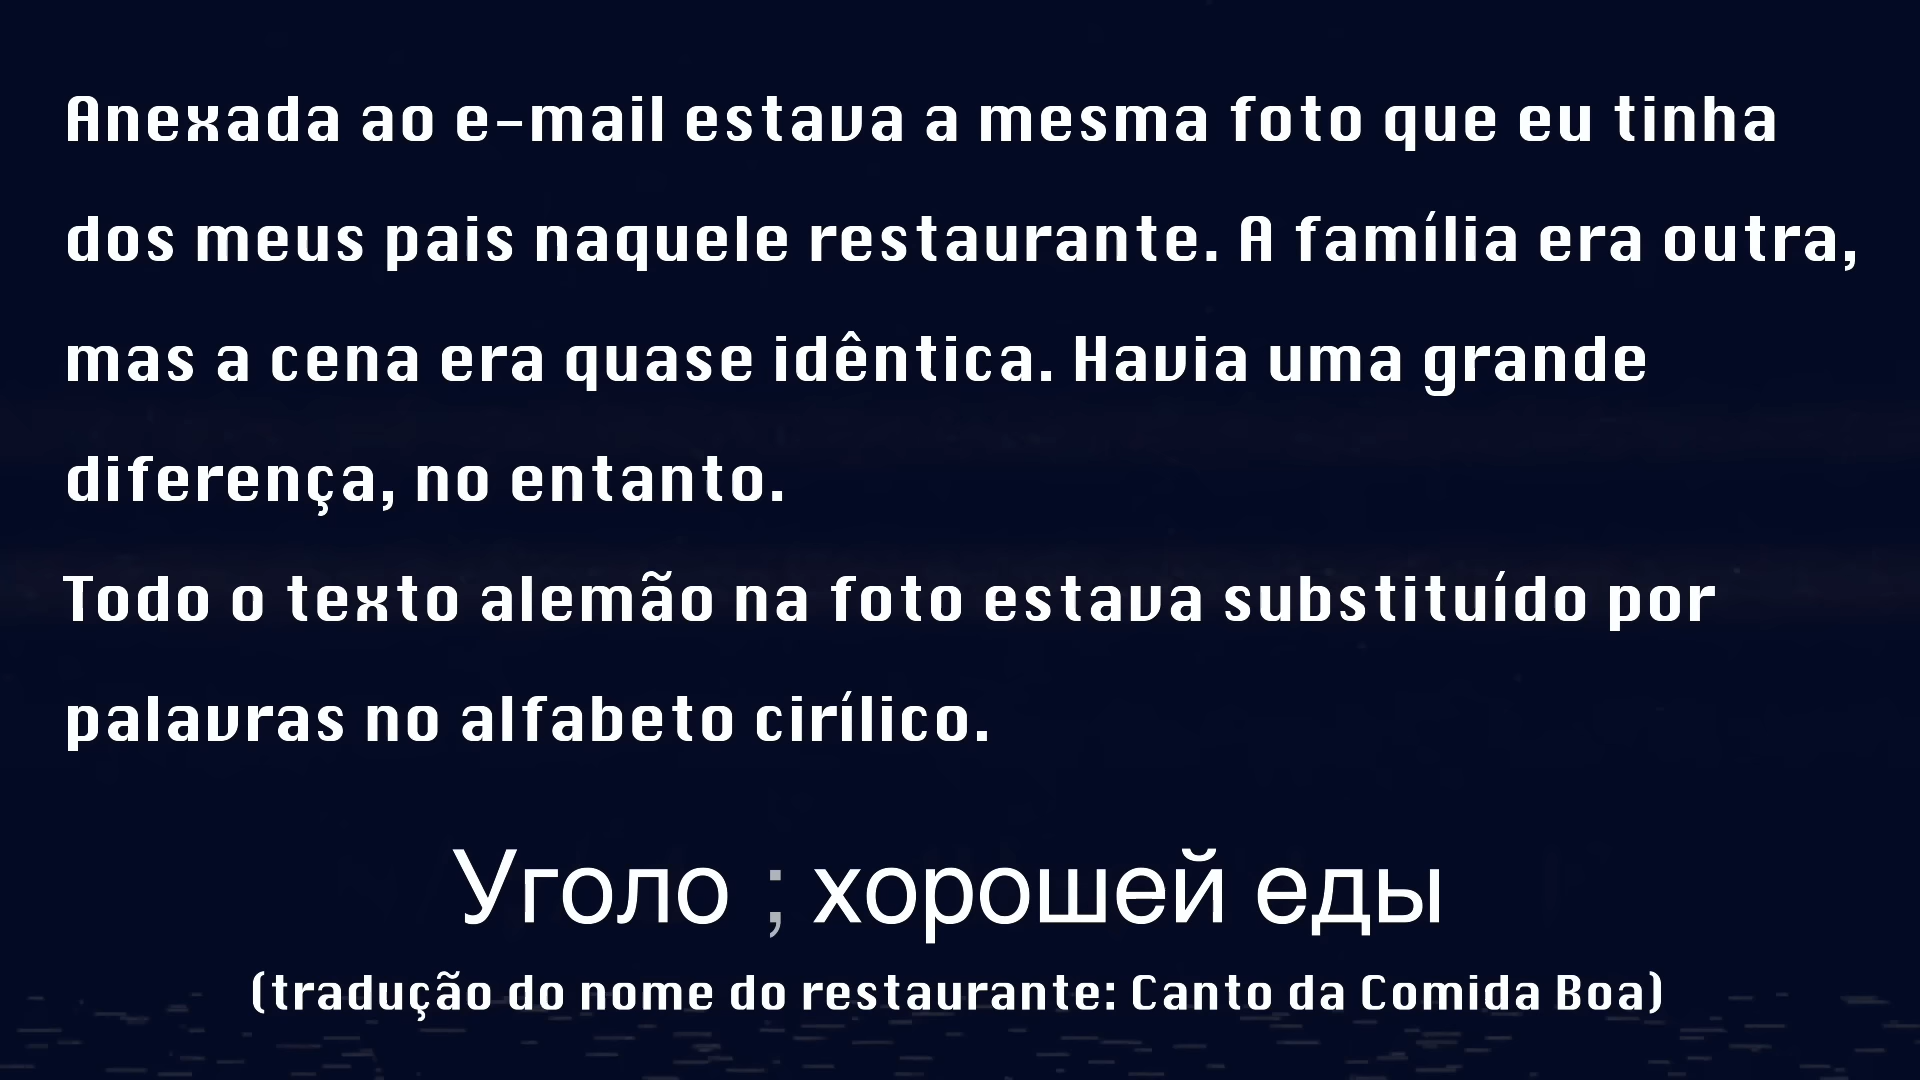 Anexada ao e-mail estava a mesma foto que eu tinha
dos meus pais naquele restaurante. A família era outra,
mas a cena era quase idêntica. Havia uma grande
diferença, no entanto.
Todo o texto alemão na foto estava substituído por
palavras no alfabeto cirílico.
Уголо ; хорошей еды
(tradução do nome do restaurante: Canto da Comida Boa)